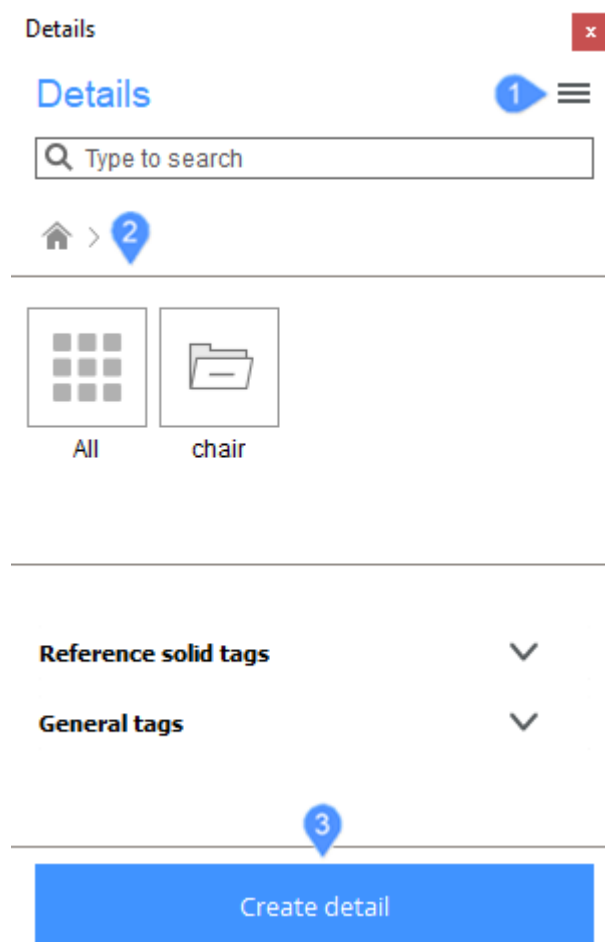 Details
x
Details
1
Type to search
2
All
chair
Reference solid tags
General tags
3
Create detail